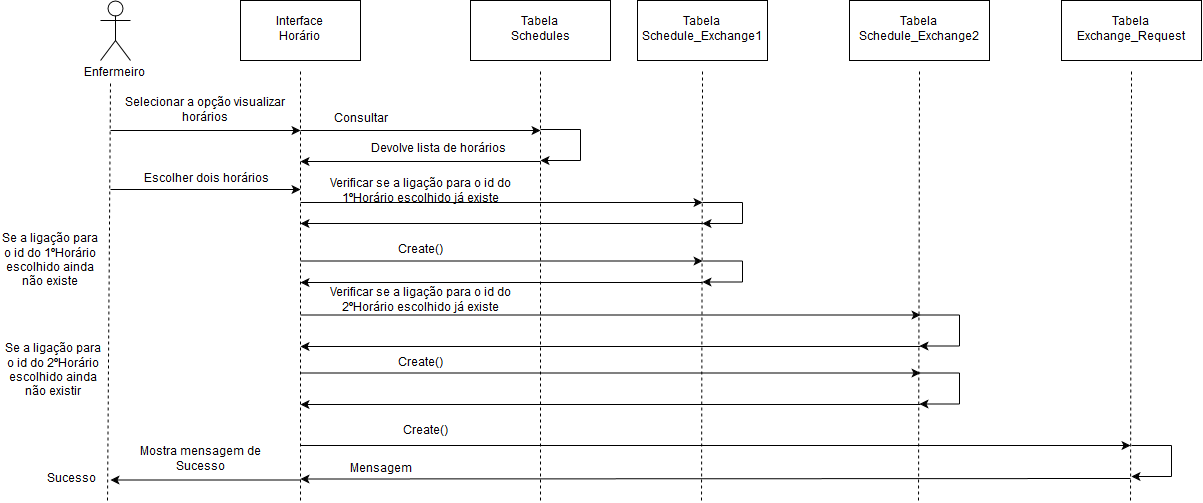 Interface
Horário
Tabela
Schedules
Tabela
Schedule_Exchange1
Tabela
Schedule_Exchange2
Tabela
Exchange_Request
Enfermeiro
Selecionar a opção visualizar
horários
Consultar
Devolve lista de horários
Escolher dois horários
Verificar se a ligação para o id do
1ºHorário escolhido já existe
Se a ligação para
o id do 1ºHorário
escolhido ainda
não existe
Create()
Verificar se a ligação para o id do
2ºHorário escolhido já existe
Se a ligação para
o id do 2ºHorário
escolhido ainda
não existir
Create()
Create()
Mostra mensagem de
Sucesso
Mensagem
Sucesso